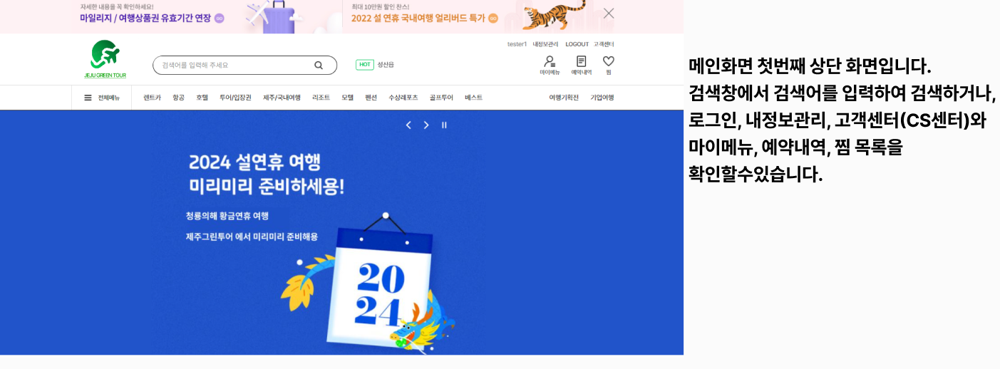 자세한 내용을 꼭 확인하세요!
마일리지 / 여행상품권 유효기간 연장 GO
최대 10만원 할인 찬스!
2022 설 연휴 국내여행 얼리버드 특가 GO
tester1 내정보관리 LOGOUT 고객센터
JEJU GREEN TOUR
검색어를 입력해 주세요
HOT 성산읍
마이메뉴 예약내역 찜
전체메뉴 렌트카 항공 호텔 투어/입장권 제주/국내여행 리조트 모텔 펜션 수상레포츠 골프투어 베스트 여행기획전 기업여행
2024 설연휴 여행
미리미리 준비하세용!
청룡의해 황금연휴 여행
제주그린투어 에서 미리미리 준비해용
20
24
메인화면 첫번째 상단 화면입니다.
검색창에서 검색어를 입력하여 검색하거나,
로그인, 내정보관리, 고객센터(CS센터)와
마이메뉴, 예약내역, 찜 목록을
확인할수있습니다.